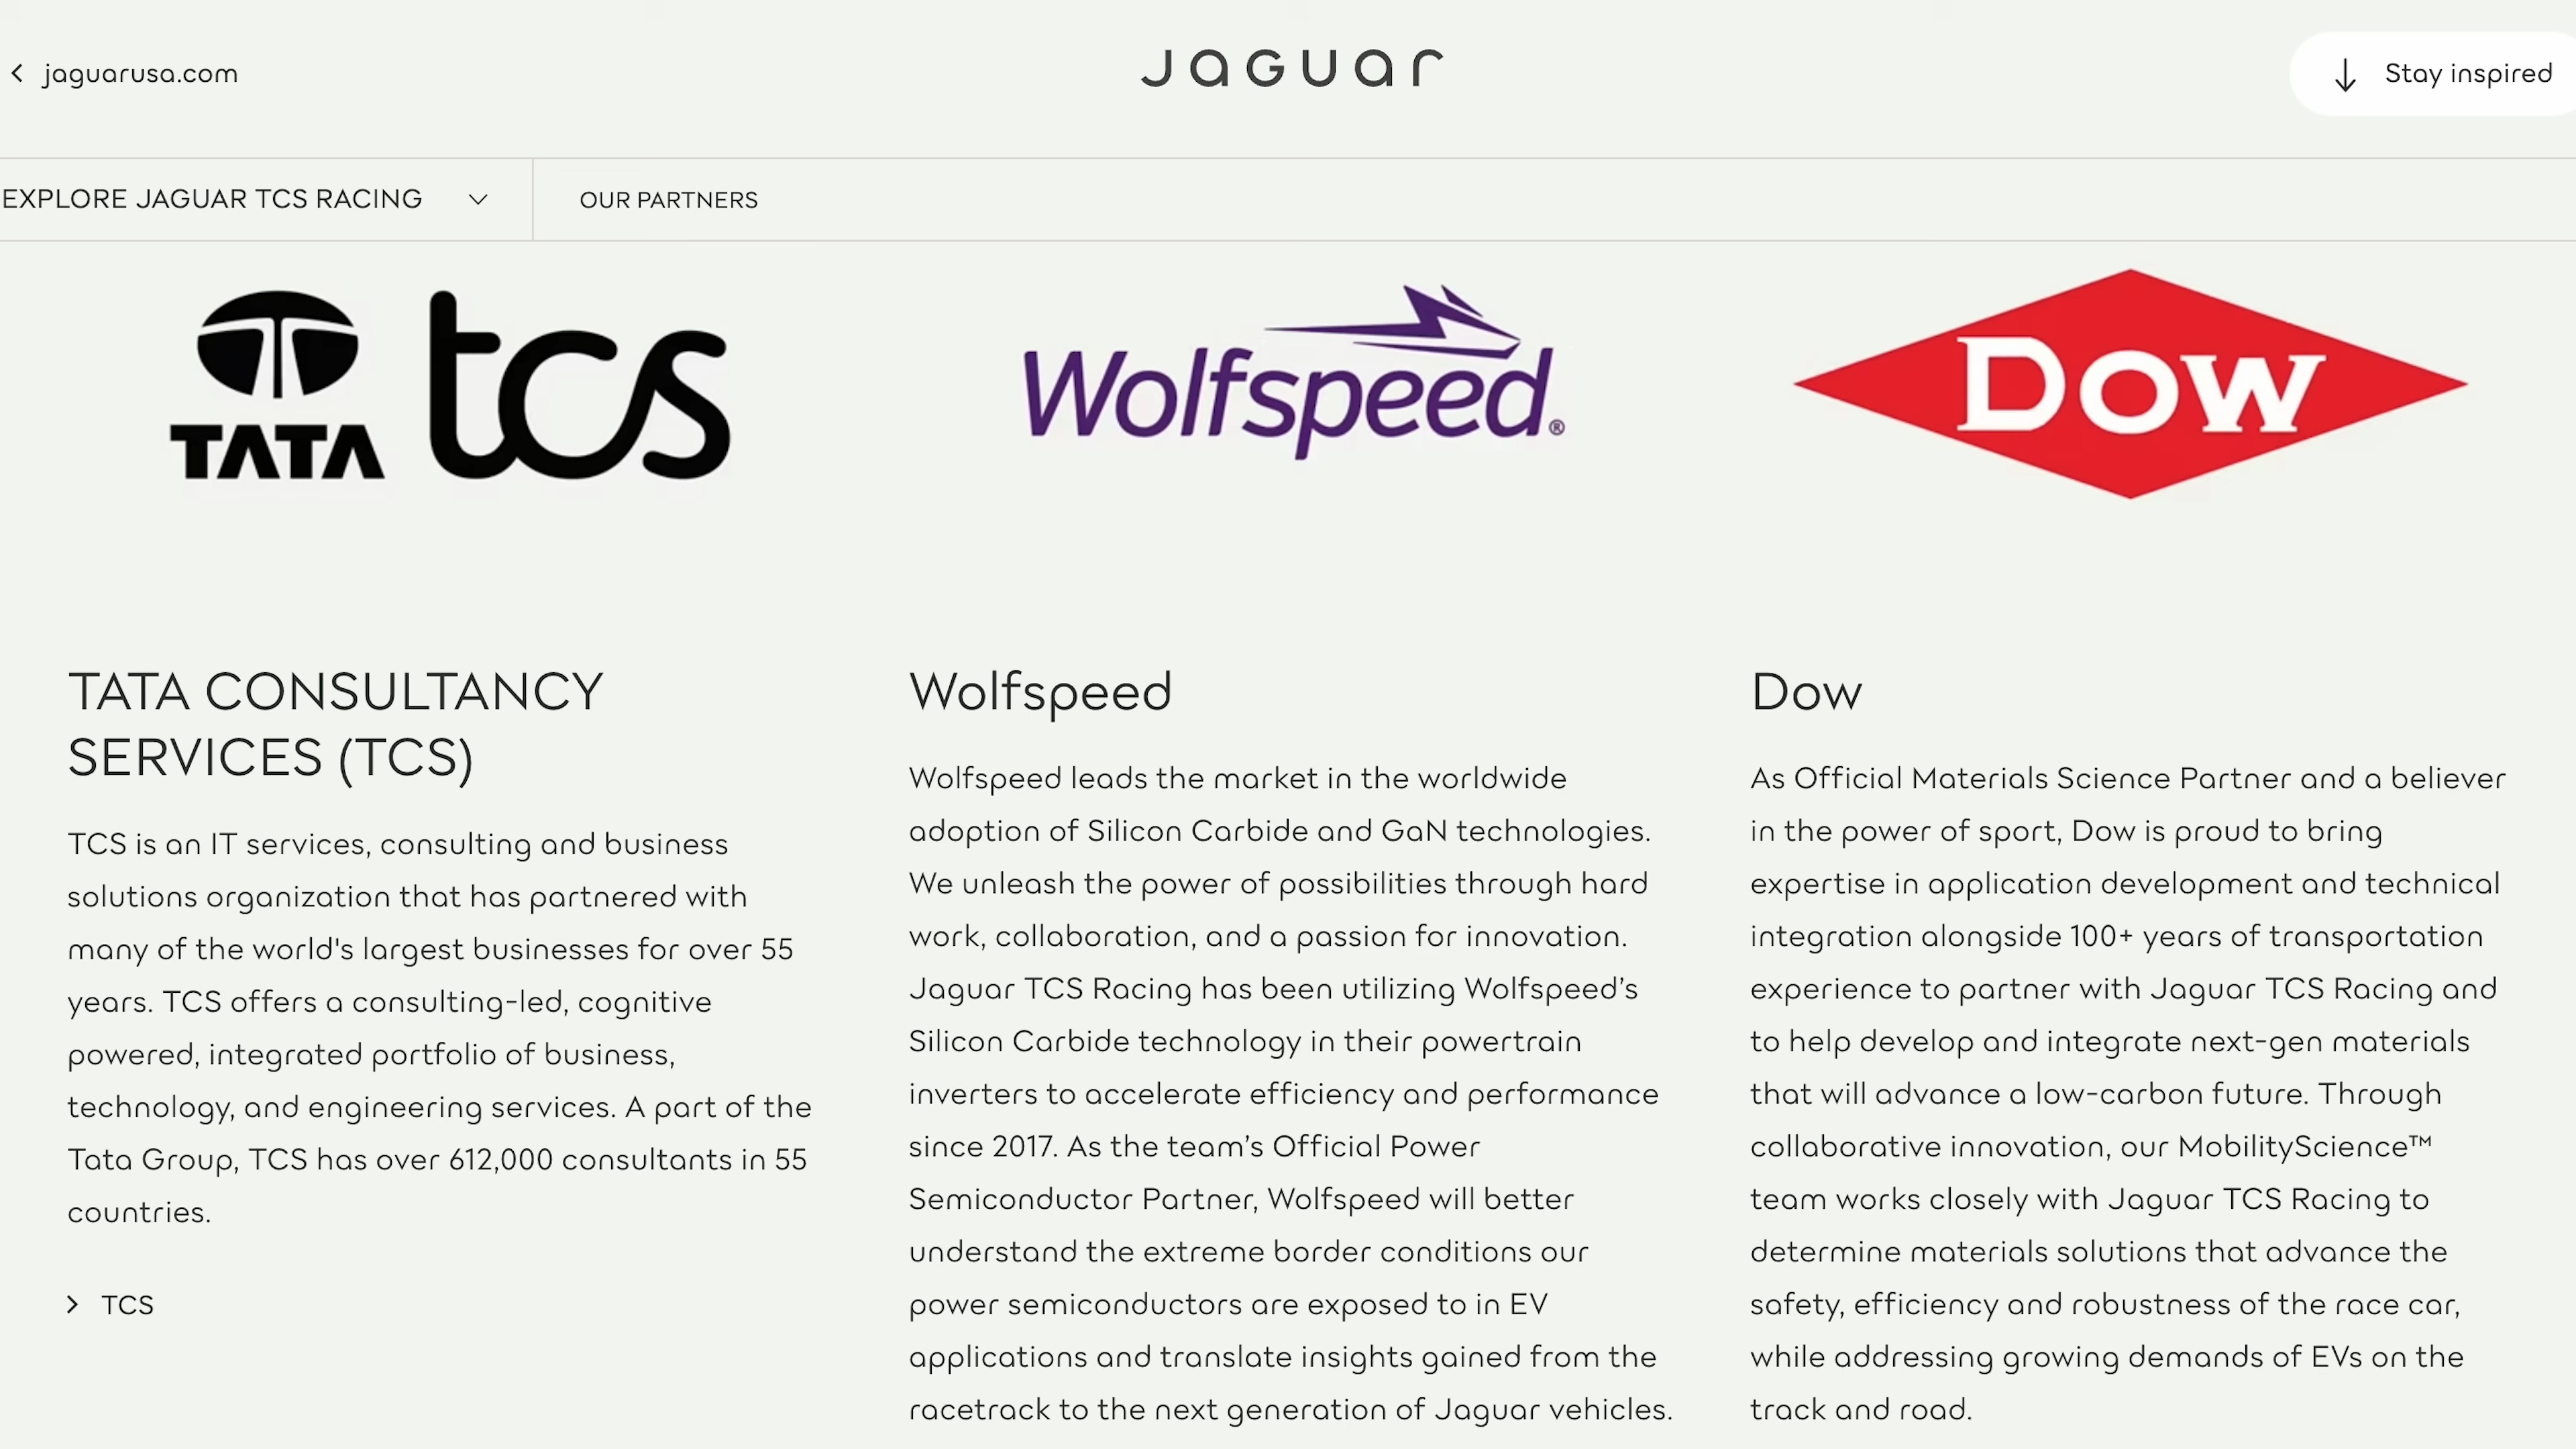 jaguarusa.com
JaGUar
Stay inspired
EXPLORE JAGUAR TCS RACING
OUR PARTNERS
TATA
tcs
Wolfspeed®
DOW
TATA CONSULTANCY
SERVICES (TCS)
TCS is an IT services, consulting and business
solutions organization that has partnered with
many of the world's largest businesses for over 55
years. TCS offers a consulting-led, cognitive
powered, integrated portfolio of business,
technology, and engineering services. A part of the
Tata Group, TCS has over 612,000 consultants in 55
countries.
TCS
Wolfspeed
Wolfspeed leads the market in the worldwide
adoption of Silicon Carbide and GaN technologies.
We unleash the power of possibilities through hard
work, collaboration, and a passion for innovation.
Jaguar TCS Racing has been utilizing Wolfspeed’s
Silicon Carbide technology in their powertrain
inverters to accelerate efficiency and performance
since 2017. As the team’s Official Power
Semiconductor Partner, Wolfspeed will better
understand the extreme border conditions our
power semiconductors are exposed to in EV
applications and translate insights gained from the
racetrack to the next generation of Jaguar vehicles.
Dow
As Official Materials Science Partner and a believer
in the power of sport, Dow is proud to bring
expertise in application development and technical
integration alongside 100+ years of transportation
experience to partner with Jaguar TCS Racing and
to help develop and integrate next-gen materials
that will advance a low-carbon future. Through
collaborative innovation, our MobilityScience™
team works closely with Jaguar TCS Racing to
determine materials solutions that advance the
safety, efficiency and robustness of the race car,
while addressing growing demands of EVs on the
track and road.